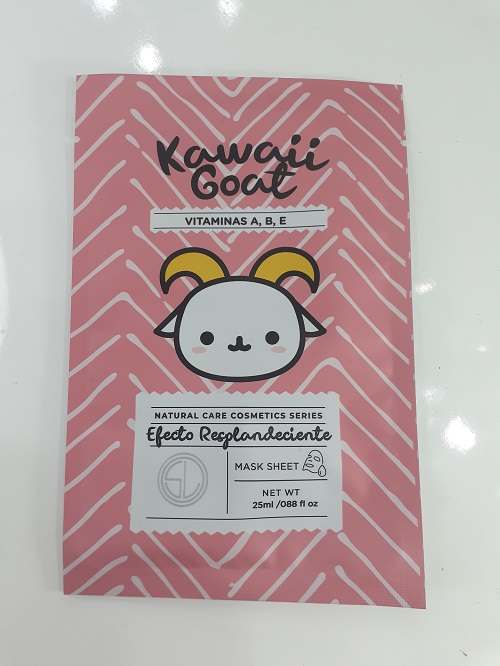 Kawaii
Goat
VITAMINAS A, B, E
NATURAL CARE COSMETICS SERIES
Efecto Resplandeciente
MASK SHEET
NET WT
25ml /088 fl oz